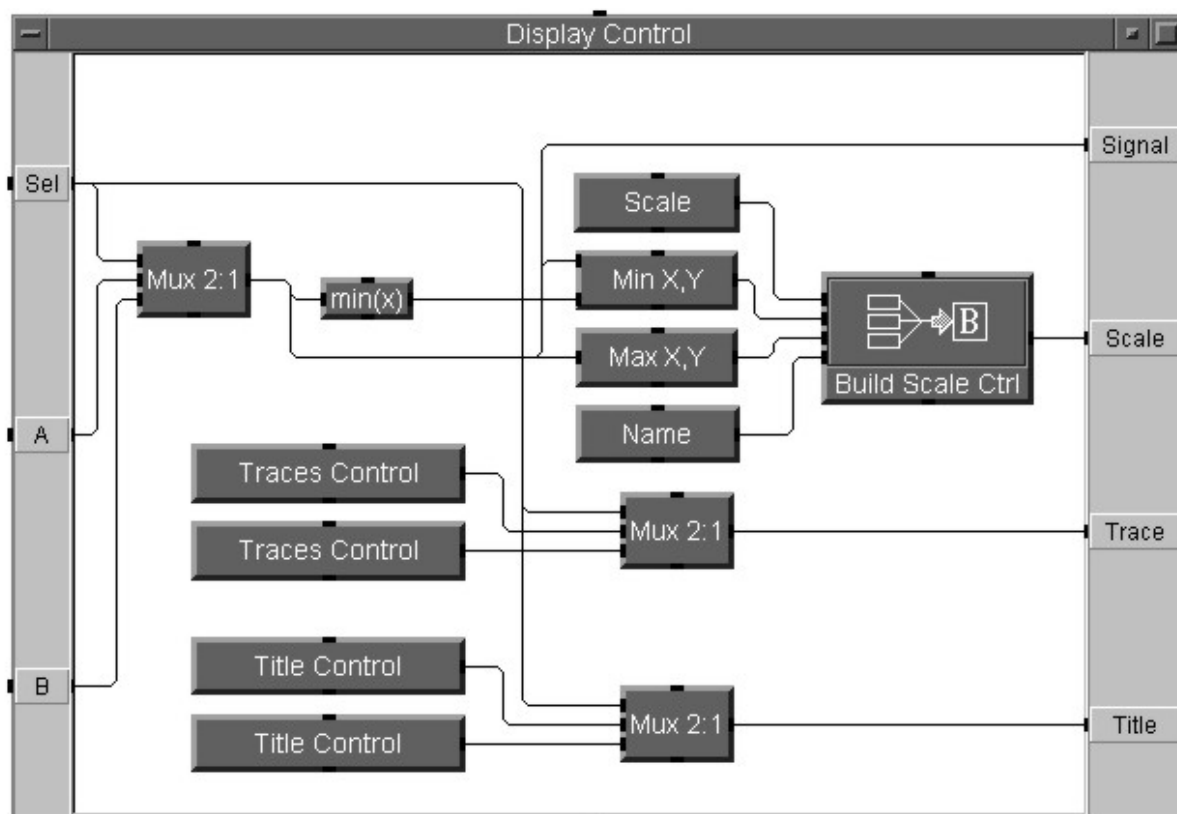 Display Control
Signal
Sel
Scale
Mux 2:1
Min X,Y
min(x)
B
Scale
Max X,Y
Build Scale Ctrl
A
Name
Traces Control
Mux 2:1
Trace
Traces Control
Title Control
B
Mux 2:1
Title
Title Control